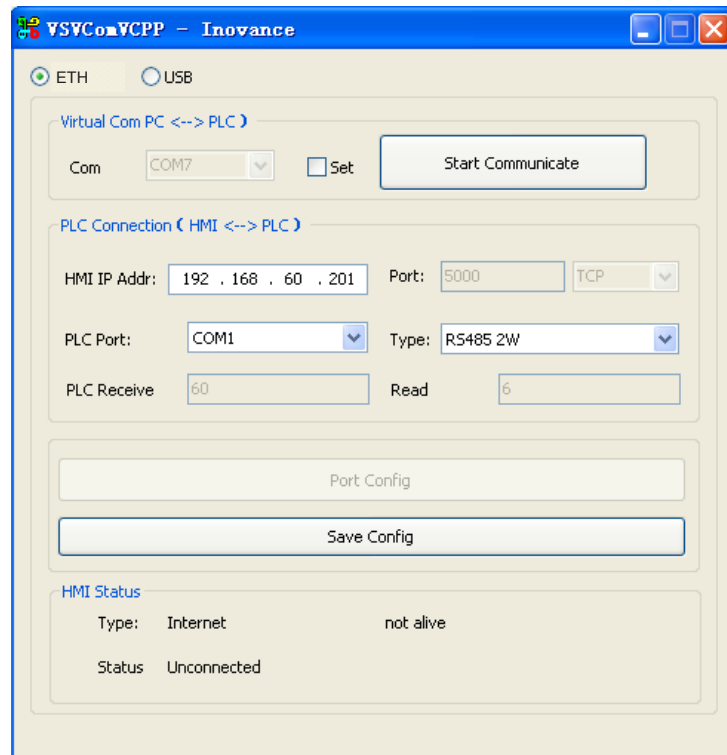 VSVComVCPP - Inovance
ETH USB
Virtual Com PC <--> PLC )
Com COM7 Set Start Communicate
PLC Connection ( HMI <--> PLC )
HMI IP Addr: 192 . 168 . 60 . 201 Port: 5000 TCP
PLC Port: COM1 Type: RS485 2W
PLC Receive 60 Read 6
Port Config
Save Config
HMI Status
Type: Internet not alive
Status Unconnected